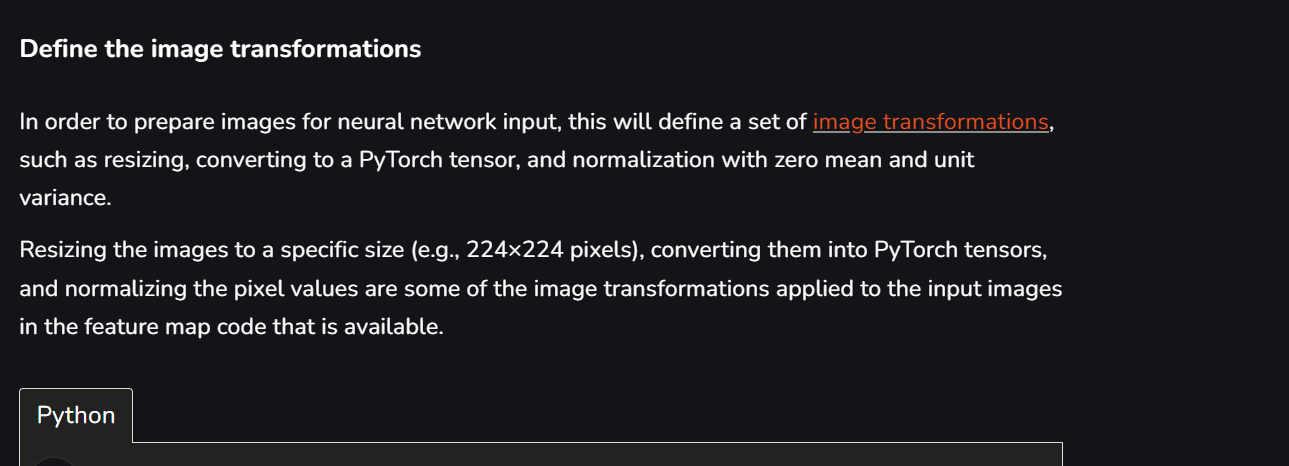 Define the image transformations
In order to prepare images for neural network input, this will define a set of image transformations,
such as resizing, converting to a PyTorch tensor, and normalization with zero mean and unit
variance.
Resizing the images to a specific size (e.g., 224×224 pixels), converting them into PyTorch tensors,
and normalizing the pixel values are some of the image transformations applied to the input images
in the feature map code that is available.
Python